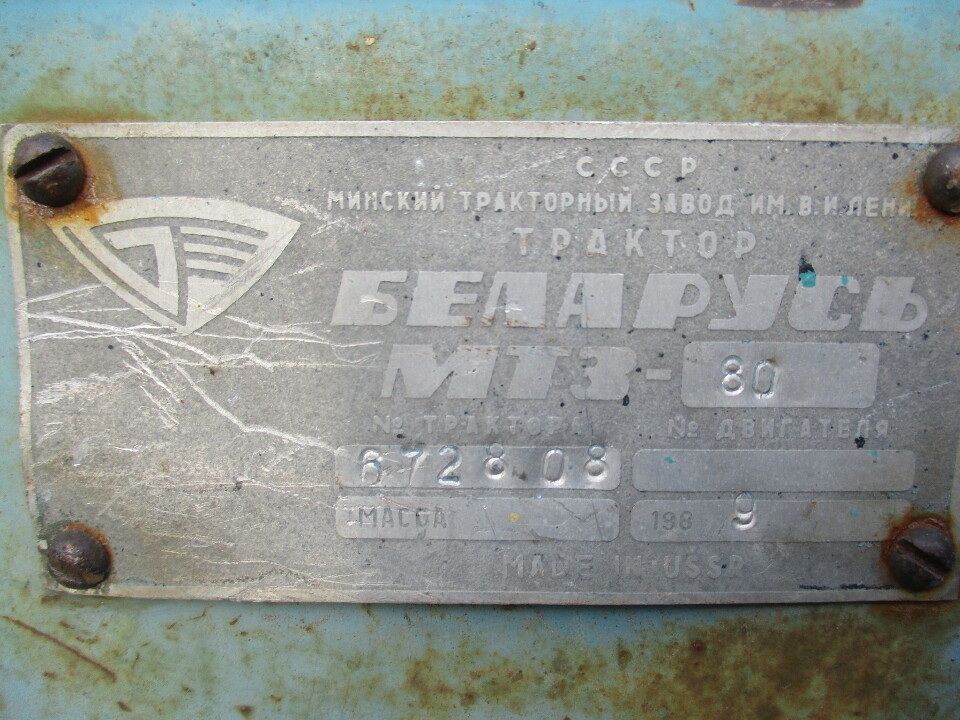 СССР
МИНСКИЙ ТРАКТОРНЫЙ ЗАВОД ИМ. В. И ЛЕНИ
ТРАКТОР
БЕЛАРУСЬ
МТЗ- 80
№ ТРАКТОРА № ДВИГАТЕЛЯ
672808
МАССА 198 9
MADE IN USSR